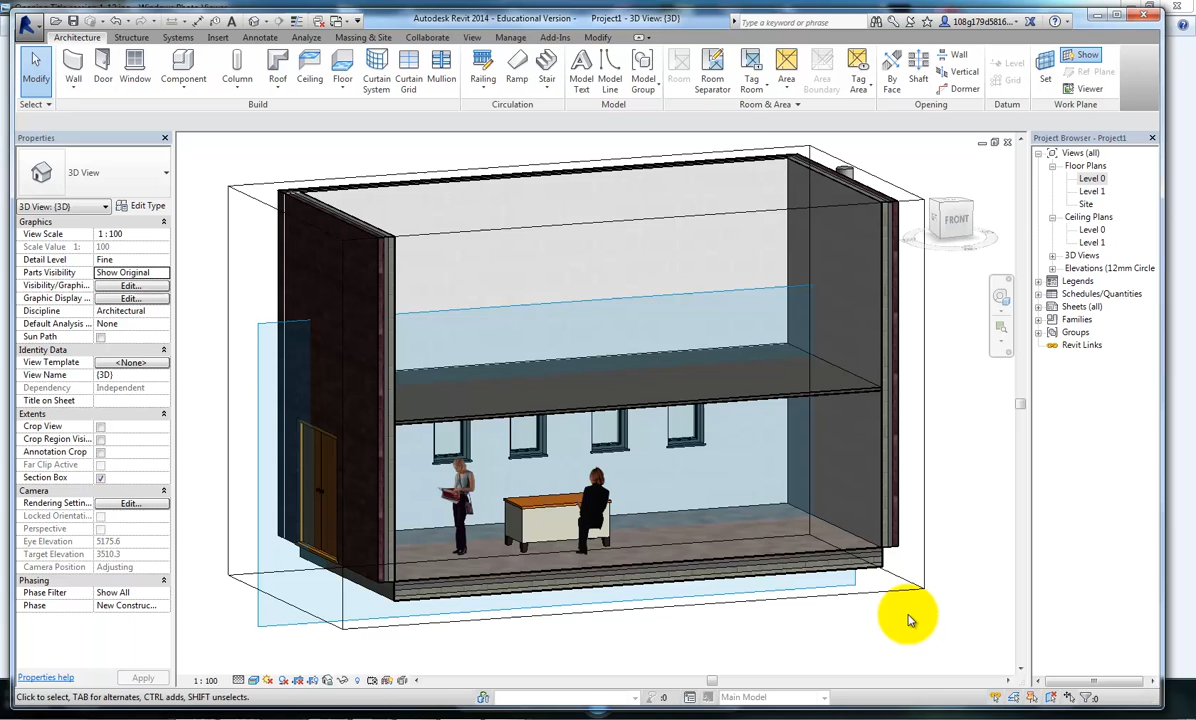 Autodesk Revit 2014 - Educational Version - Project1 - 3D View: {3D}
Type a keyword or phrase
108g179d5816...
Architecture Structure Systems Insert Annotate Analyze Massing & Site Collaborate View Manage Add-Ins Modify
Modify
Wall
Door
Window
Component
Column
Roof
Ceiling
Floor
Curtain System
Curtain Grid
Mullion
Railing
Ramp
Stair
Model Text
Model Line
Model Group
Room
Room Separator
Tag Room
Area
Area Boundary
Tag Area
By Face
Shaft
Wall
Vertical
Dormer
Level
Grid
Set
Show
Ref Plane
Viewer
Select
Build
Circulation
Model
Room & Area
Opening
Datum
Work Plane
Properties
3D View
3D View: {3D}
Edit Type
Graphics
View Scale 1 : 100
Scale Value 1: 100
Detail Level Fine
Parts Visibility Show Original
Visibility/Graphi... Edit...
Graphic Display ... Edit...
Discipline Architectural
Default Analysis ... None
Sun Path
Identity Data
View Template <None>
View Name {3D}
Dependency Independent
Title on Sheet
Extents
Crop View
Crop Region Visi...
Annotation Crop
Far Clip Active
Section Box
Camera
Rendering Settin... Edit...
Locked Orientati...
Perspective
Eye Elevation 5175.6
Target Elevation 3510.3
Camera Position Adjusting
Phasing
Phase Filter Show All
Phase New Construc...
Properties help
Apply
FRONT
Project Browser - Project1
Views (all)
Floor Plans
Level 0
Level 1
Site
Ceiling Plans
Level 0
Level 1
3D Views
Elevations (12mm Circle
Legends
Schedules/Quantities
Sheets (all)
Families
Groups
Revit Links
1 : 100
Click to select, TAB for alternates, CTRL adds, SHIFT unselects.
:0
Main Model
:0